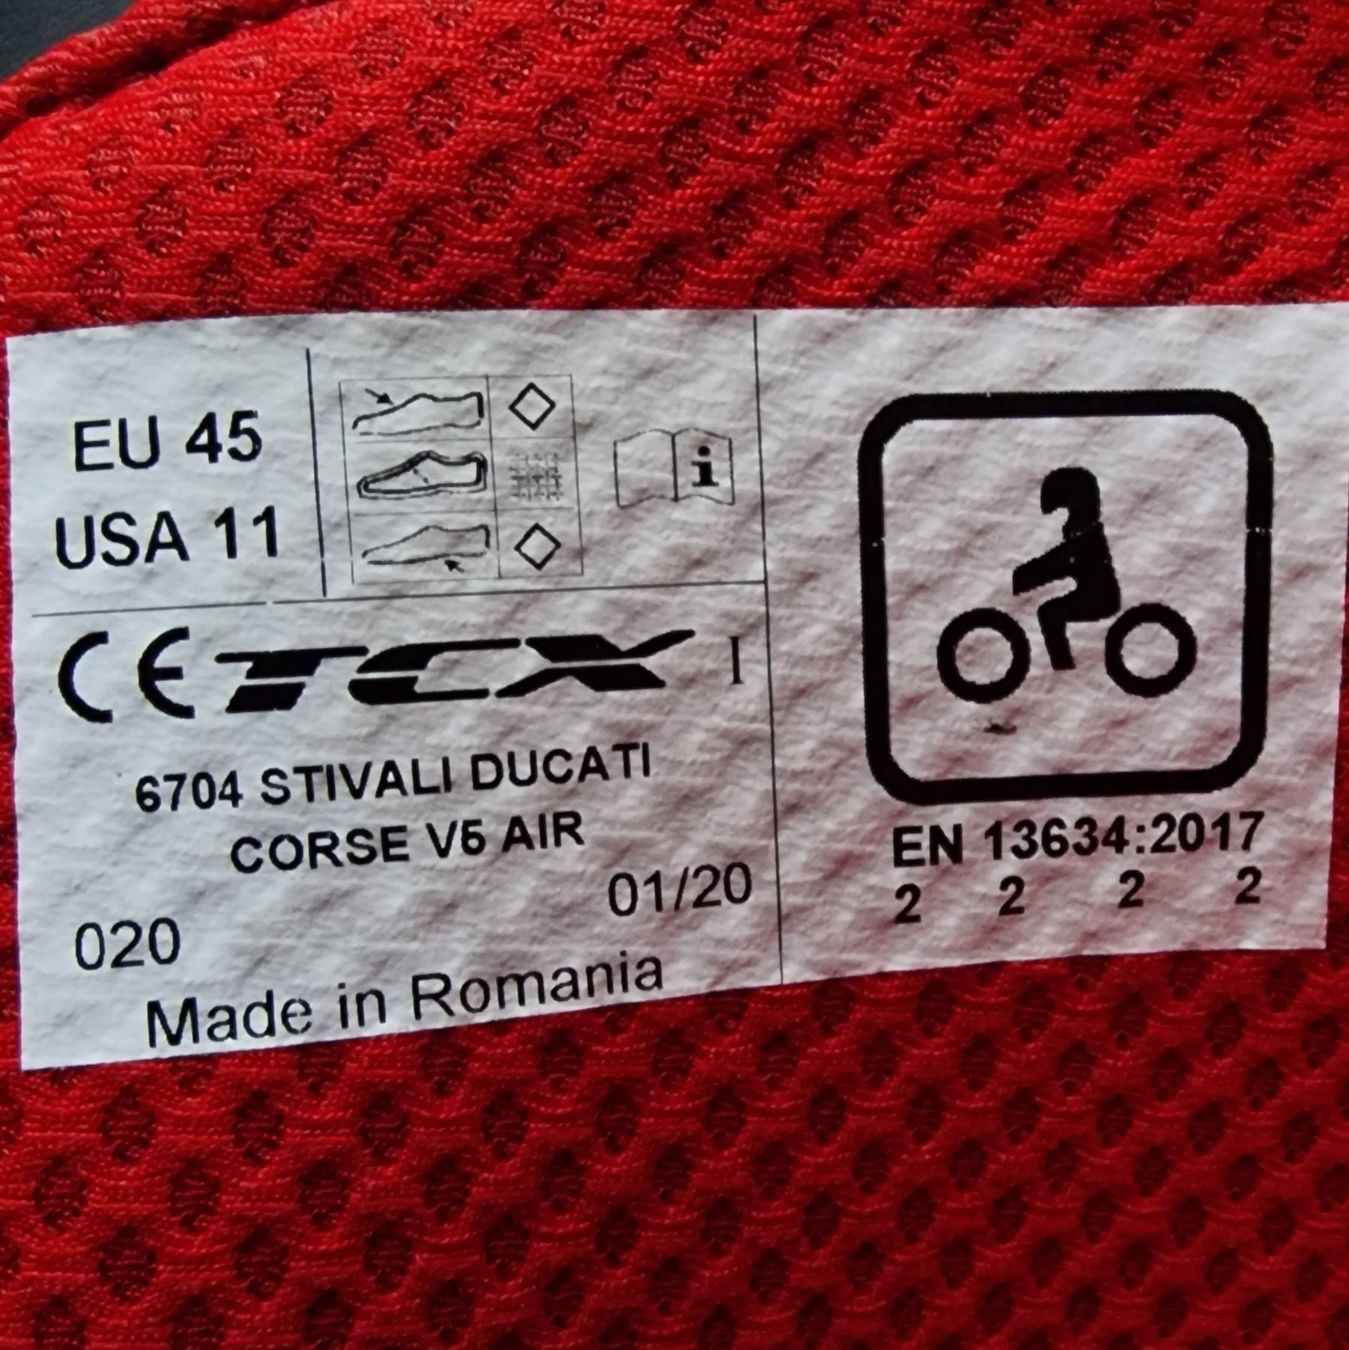 EU 45
USA 11
i
CE TCX I
6704 STIVALI DUCATI
CORSE V5 AIR
01/20
020
Made in Romania
EN 13634:2017
2 2 2 2